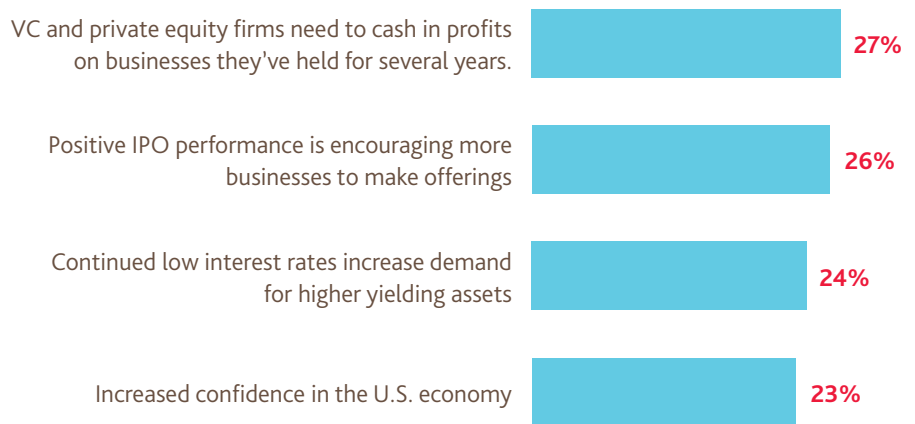 VC and private equity firms need to cash in profits
on businesses they’ve held for several years.
27%
Positive IPO performance is encouraging more
businesses to make offerings
26%
Continued low interest rates increase demand
for higher yielding assets
24%
Increased confidence in the U.S. economy
23%